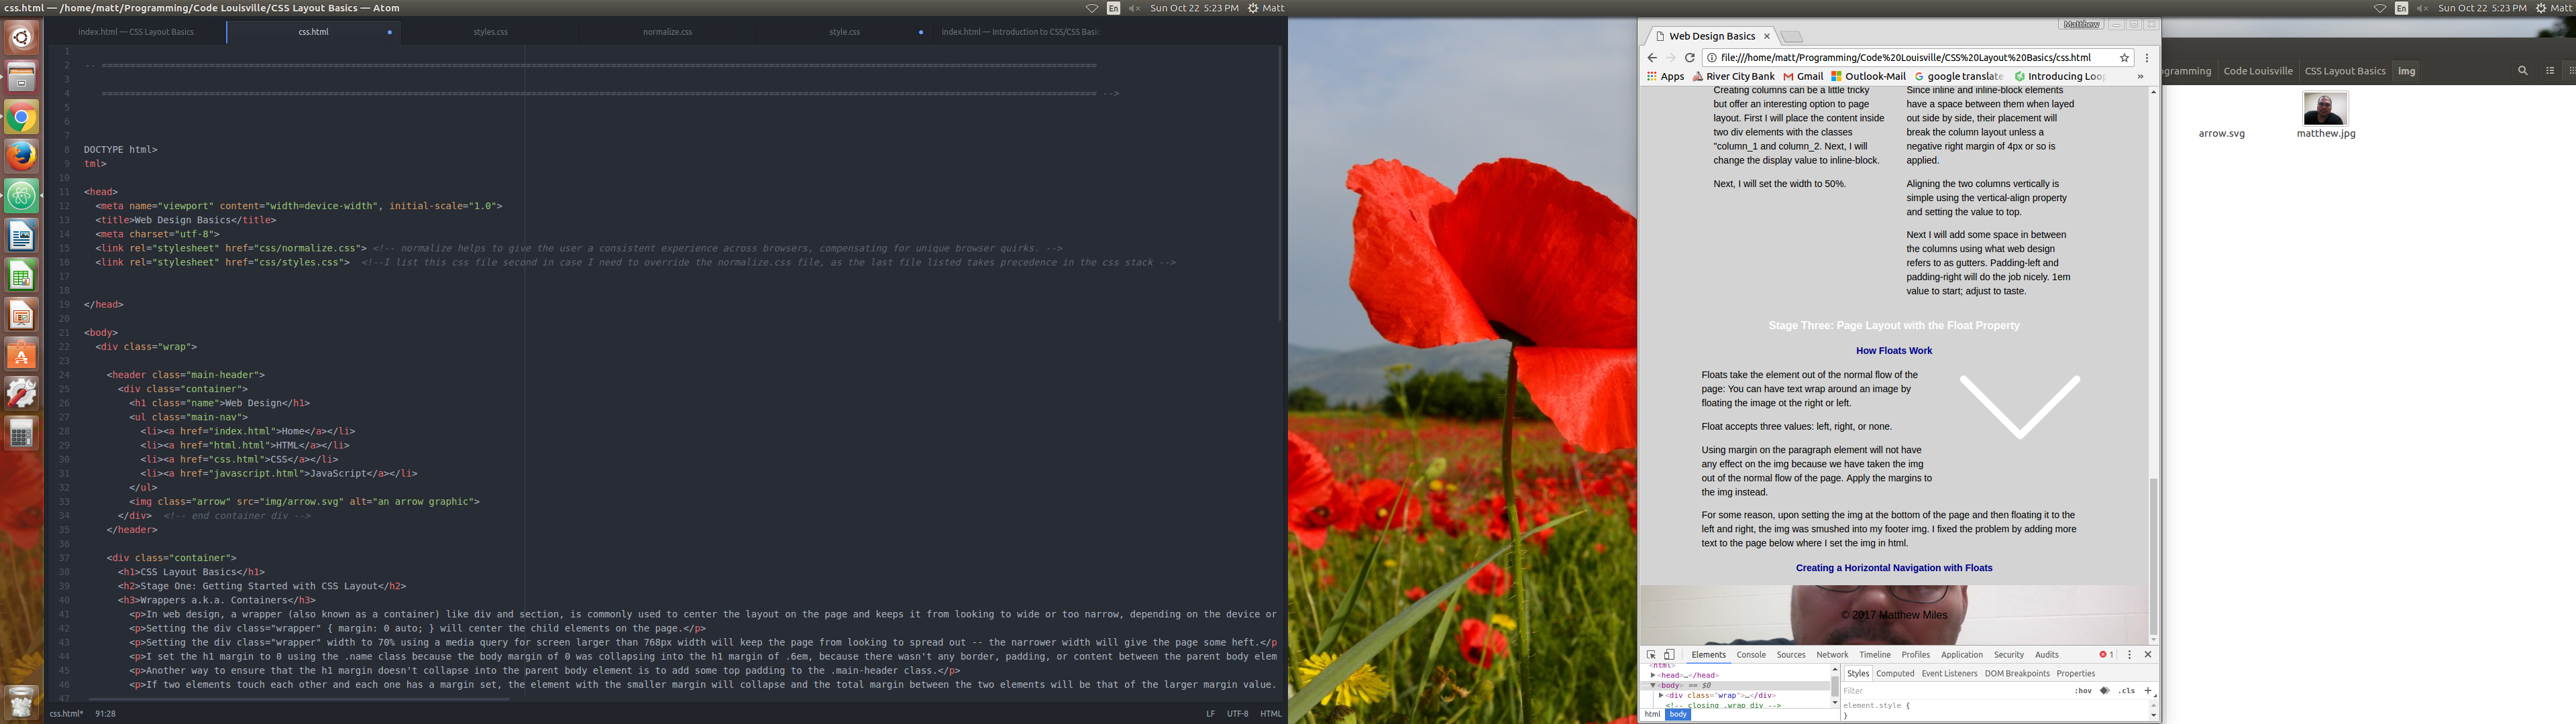 css.html — /home/matt/Programming/Code Louisville/CSS Layout Basics — Atom
En
Sun Oct 22 5:23 PM
Matt
index.html — CSS Layout Basics
css.html
styles.css
normalize.css
style.css
index.html — Introduction to CSS/CSS Basic
1
2 -- ====
3
4 ==== -->
5
6
7
8 DOCTYPE html>
9 tml>
10
11 <head>
12 <meta name="viewport" content="width=device-width", initial-scale="1.0">
13 <title>Web Design Basics</title>
14 <meta charset="utf-8">
15 <link rel="stylesheet" href="css/normalize.css"> <!-- normalize helps to give the user a consistent experience across browsers, compensating for unique browser quirks. -->
16 <link rel="stylesheet" href="css/styles.css"> <!--I list this css file second in case I need to override the normalize.css file, as the last file listed takes precedence in the css stack -->
17
18
19 </head>
20
21 <body>
22 <div class="wrap">
23
24 <header class="main-header">
25 <div class="container">
26 <h1 class="name">Web Design</h1>
27 <ul class="main-nav">
28 <li><a href="index.html">Home</a></li>
29 <li><a href="html.html">HTML</a></li>
30 <li><a href="css.html">CSS</a></li>
31 <li><a href="javascript.html">JavaScript</a></li>
32 </ul>
33 <img class="arrow" src="img/arrow.svg" alt="an arrow graphic">
34 </div> <!-- end container div -->
35 </header>
36
37 <div class="container">
38 <h1>CSS Layout Basics</h1>
39 <h2>Stage One: Getting Started with CSS Layout</h2>
40 <h3>Wrappers a.k.a. Containers</h3>
41 <p>In web design, a wrapper (also known as a container) like div and section, is commonly used to center the layout on the page and keeps it from looking to wide or too narrow, depending on the device or
42 <p>Setting the div class="wrapper" { margin: 0 auto; } will center the child elements on the page.</p>
43 <p>Setting the div class="wrapper" width to 70% using a media query for screen larger than 768px width will keep the page from looking to spread out -- the narrower width will give the page some heft.</p
44 <p>I set the h1 margin to 0 using the .name class because the body margin of 0 was collapsing into the h1 margin of .6em, because there wasn't any border, padding, or content between the parent body elem
45 <p>Another way to ensure that the h1 margin doesn't collapse into the parent body element is to add some top padding to the .main-header class.</p>
46 <p>If two elements touch each other and each one has a margin set, the element with the smaller margin will collapse and the total margin between the two elements will be that of the larger margin value.
47
css.html* 91:28
LF UTF-8 HTML
En
Sun Oct 22 5:23 PM
Matt
Matthew
Web Design Basics
file:///home/matt/Programming/Code%20Louisville/CSS%20Layout%20Basics/css.html
Apps River City Bank Gmail Outlook-Mail google translate Introducing Loop »
Creating columns can be a little tricky
but offer an interesting option to page
layout. First I will place the content inside
two div elements with the classes
"column_1 and column_2. Next, I will
change the display value to inline-block.
Next, I will set the width to 50%.
Since inline and inline-block elements
have a space between them when layed
out side by side, their placement will
break the column layout unless a
negative right margin of 4px or so is
applied.
Aligning the two columns vertically is
simple using the vertical-align property
and setting the value to top.
Next I will add some space in between
the columns using what web design
refers to as gutters. Padding-left and
padding-right will do the job nicely. 1em
value to start; adjust to taste.
Stage Three: Page Layout with the Float Property
How Floats Work
Floats take the element out of the normal flow of the
page: You can have text wrap around an image by
floating the image ot the right or left.
Float accepts three values: left, right, or none.
Using margin on the paragraph element will not have
any effect on the img because we have taken the img
out of the normal flow of the page. Apply the margins to
the img instead.
For some reason, upon setting the img at the bottom of the page and then floating it to the
left and right, the img was smushed into my footer img. I fixed the problem by adding more
text to the page below where I set the img in html.
Creating a Horizontal Navigation with Floats
© 2017 Matthew Miles
Elements Console Sources Network Timeline Profiles Application Security Audits 1
<html>
<head>…</head>
<body> == $0
<div class="wrap">…</div>
<!-- closing .wrap div -->
html body
Styles Computed Event Listeners DOM Breakpoints Properties
Filter :hov .cls +
element.style {
}
ogramming Code Louisville CSS Layout Basics img
arrow.svg
matthew.jpg